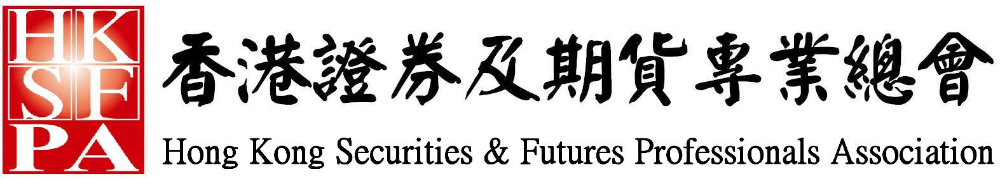 HK
SF
PA
香港證券及期貨專業總會
Hong Kong Securities & Futures Professionals Association